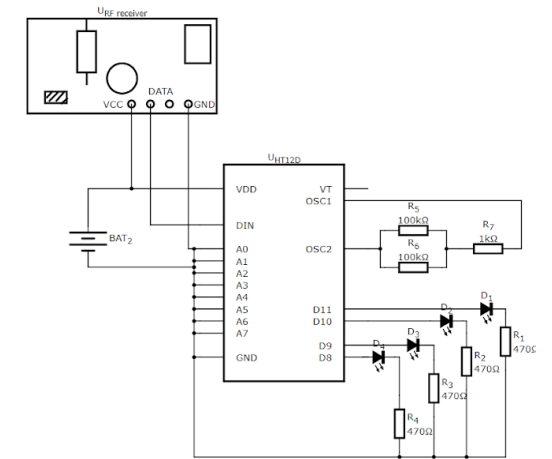 URF receiver
DATA
VCC GND
UHT12D
VDD VT
OSC1
DIN
A0 OSC2
A1
A2
A3
A4
A5 D11
A6 D10
A7
D9
GND D8
BAT2
R5
100kΩ
R6
100kΩ
R7
1kΩ
D1
D2
D3
D4
R1
470Ω
R2
470Ω
R3
470Ω
R4
470Ω